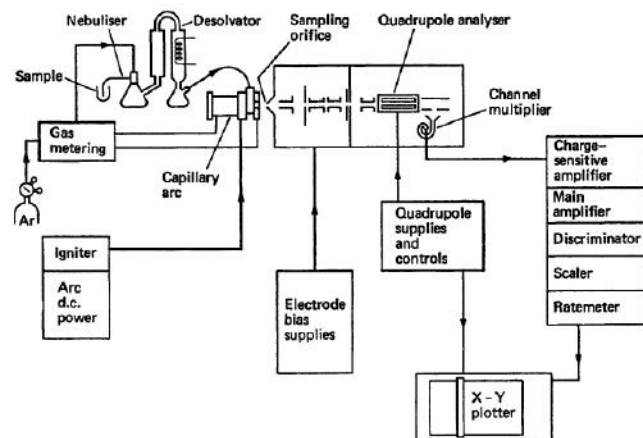 Nebuliser
Desolvator
Sampling
orifice
Quadrupole
analyser
Sample
Channel
multiplier
Gas
metering
Capillary
arc
Charge-
sensitive
amplifier
Main
amplifier
Discriminator
Scaler
Ratemeter
Ar
Igniter
Arc
d.c.
power
Electrode
bias
supplies
Quadrupole
supplies
and
controls
X-Y
plotter